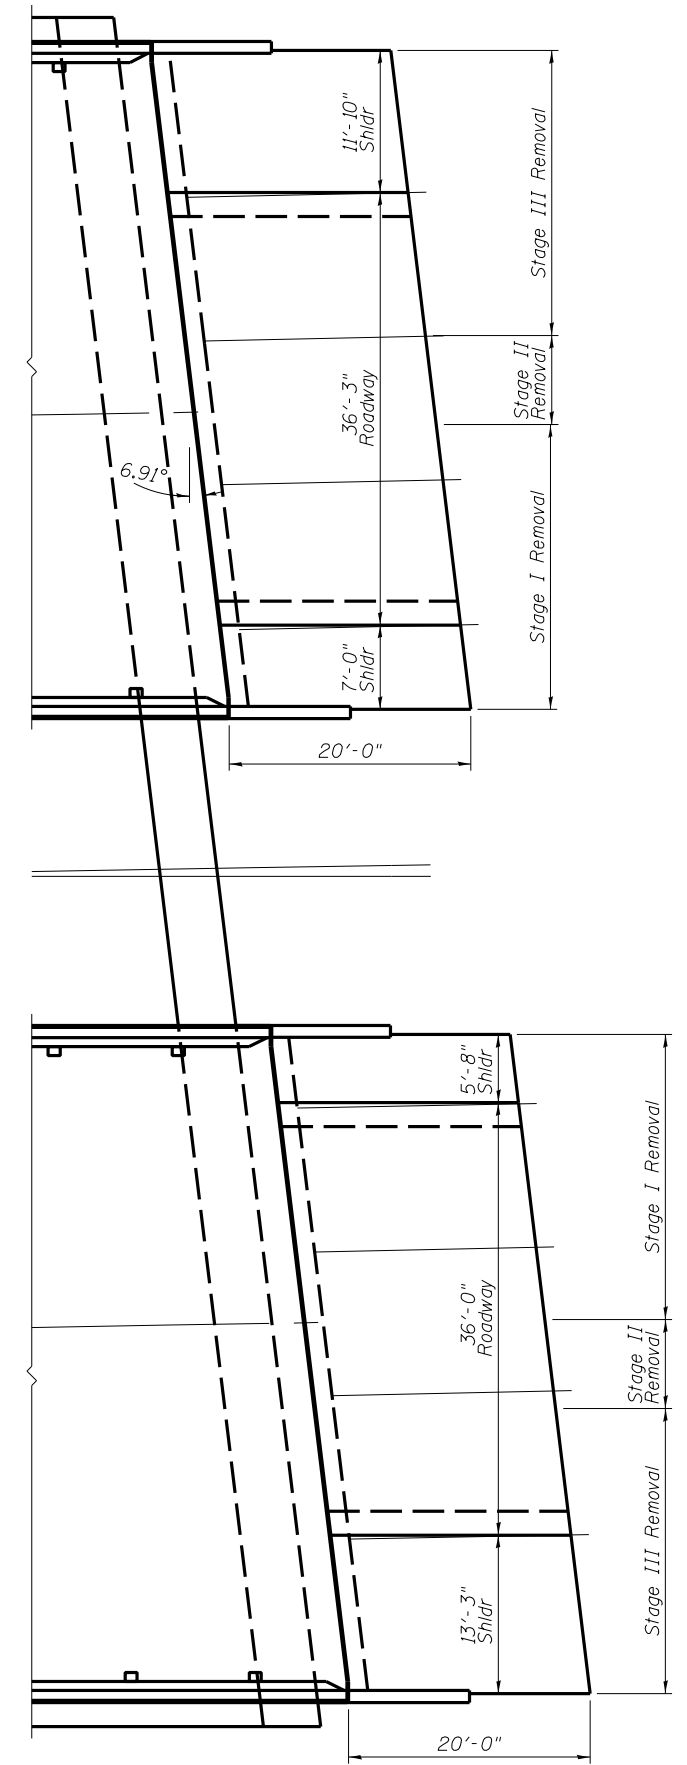 11'-10"
Shldr
Stage III Removal
36'-3"
Roadway
Stage II
Removal
6.91°
Stage I Removal
7'-0"
Shldr
20'-0"
5'-8"
Shldr
Stage I Removal
36'-0"
Roadway
Stage II
Removal
13'-3"
Shldr
Stage III Removal
20'-0"